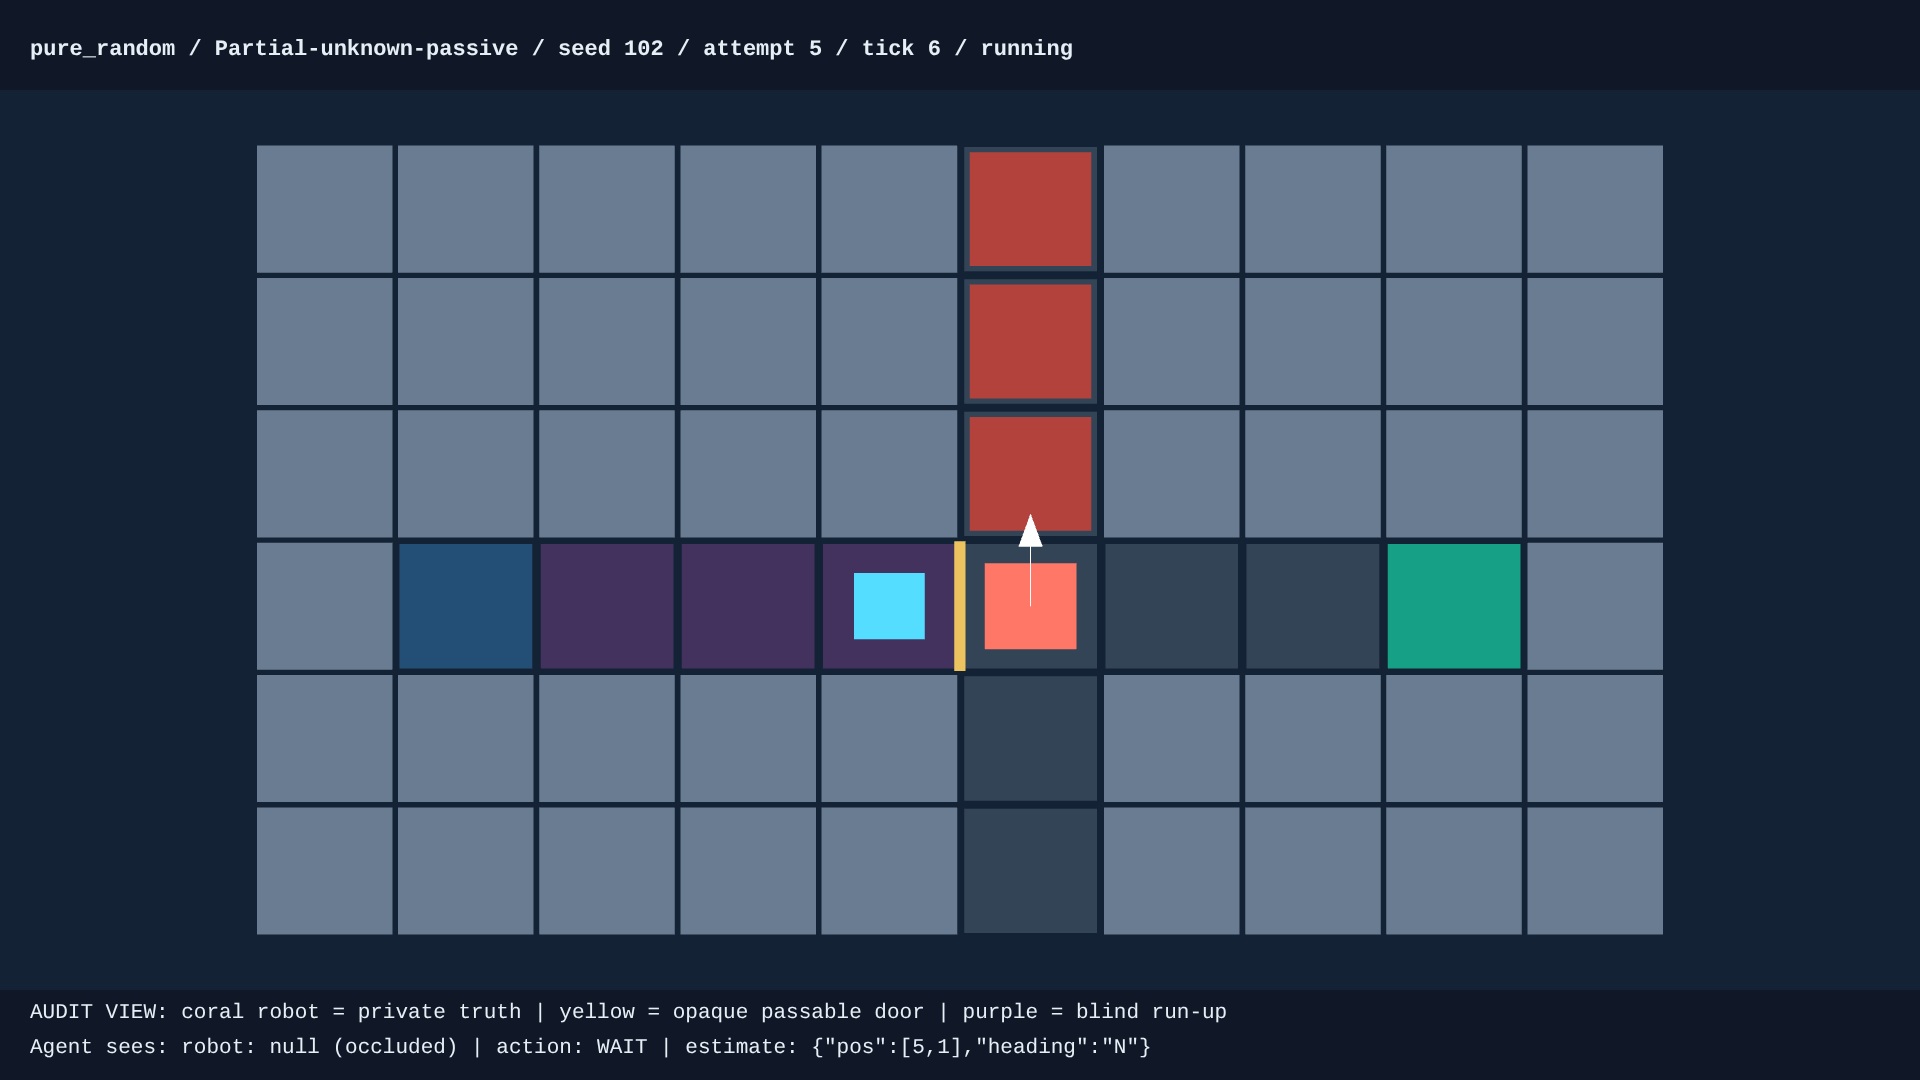 pure_random / Partial-unknown-passive / seed 102 / attempt 5 / tick 6 / running
AUDIT VIEW: coral robot = private truth | yellow = opaque passable door | purple = blind run-up
Agent sees: robot: null (occluded) | action: WAIT | estimate: {"pos":[5,1],"heading":"N"}